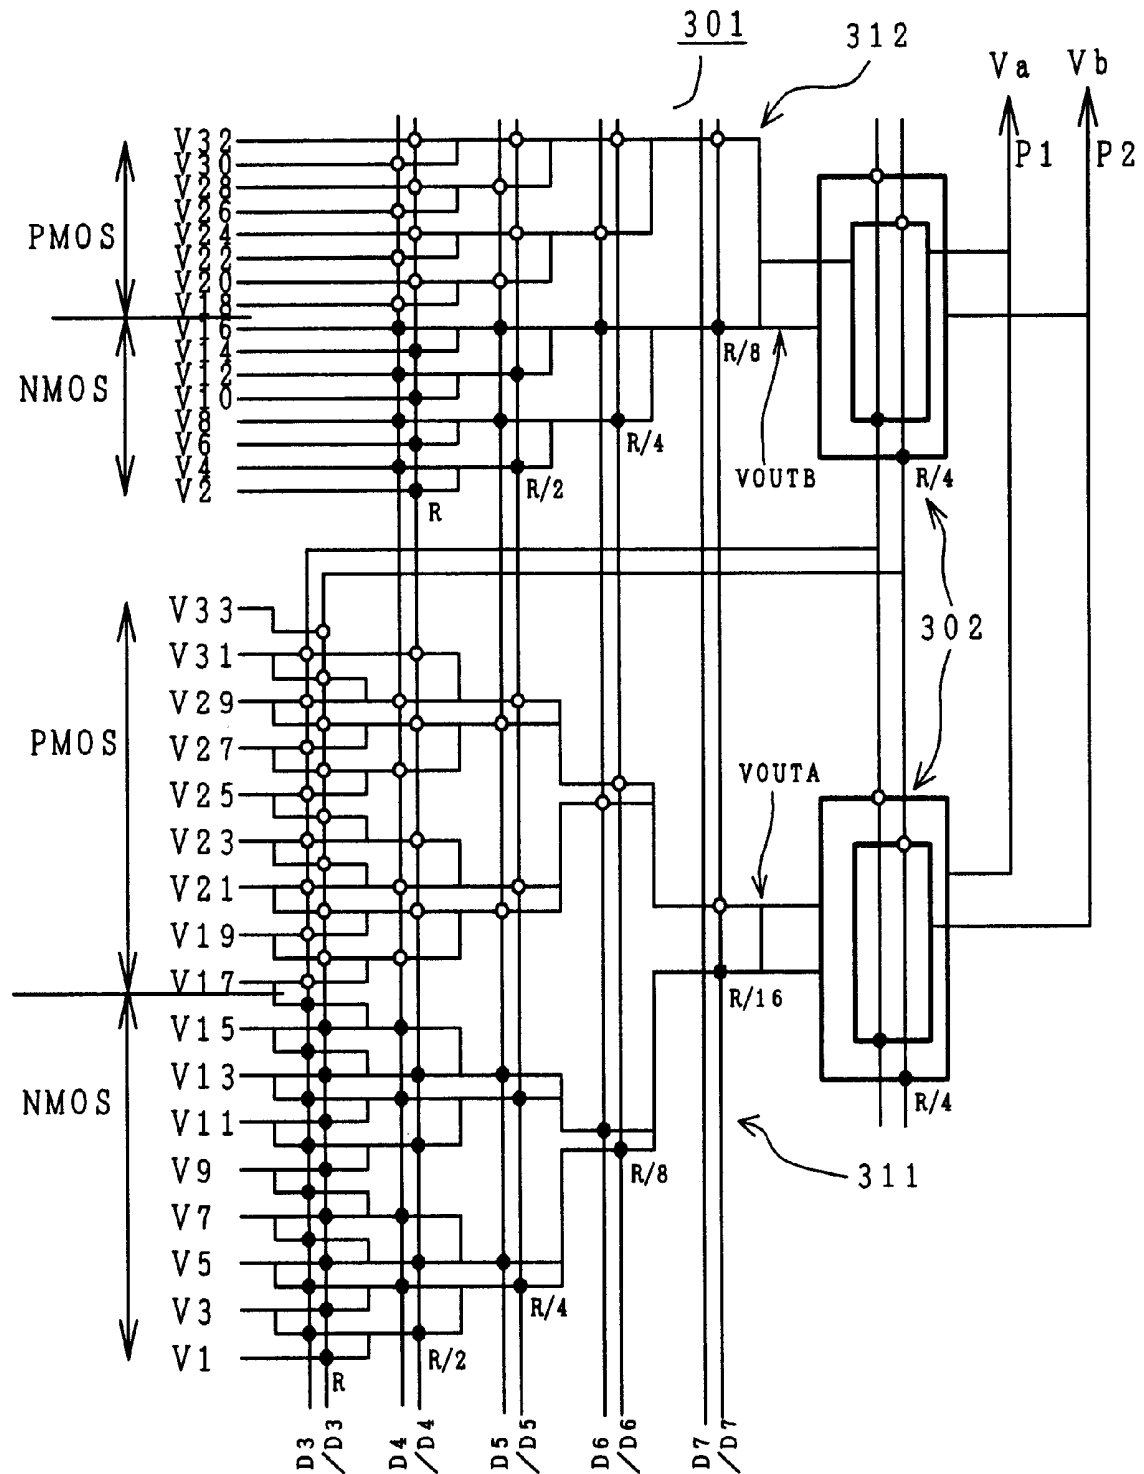 301
312
Va
Vb
P1
P2
V32
V30
V28
V26
V24
V22
V20
V18
V16
V14
V12
V10
V8
V6
V4
V2
PMOS
NMOS
R/8
R/4
R/2
R
VOUTB
R/4
302
V33
V31
V29
V27
V25
V23
V21
V19
V17
V15
V13
V11
V9
V7
V5
V3
V1
PMOS
NMOS
VOUTA
R/16
R/4
311
R/8
R/4
R/2
R
D3
/D3
D4
/D4
D5
/D5
D6
/D6
D7
/D7